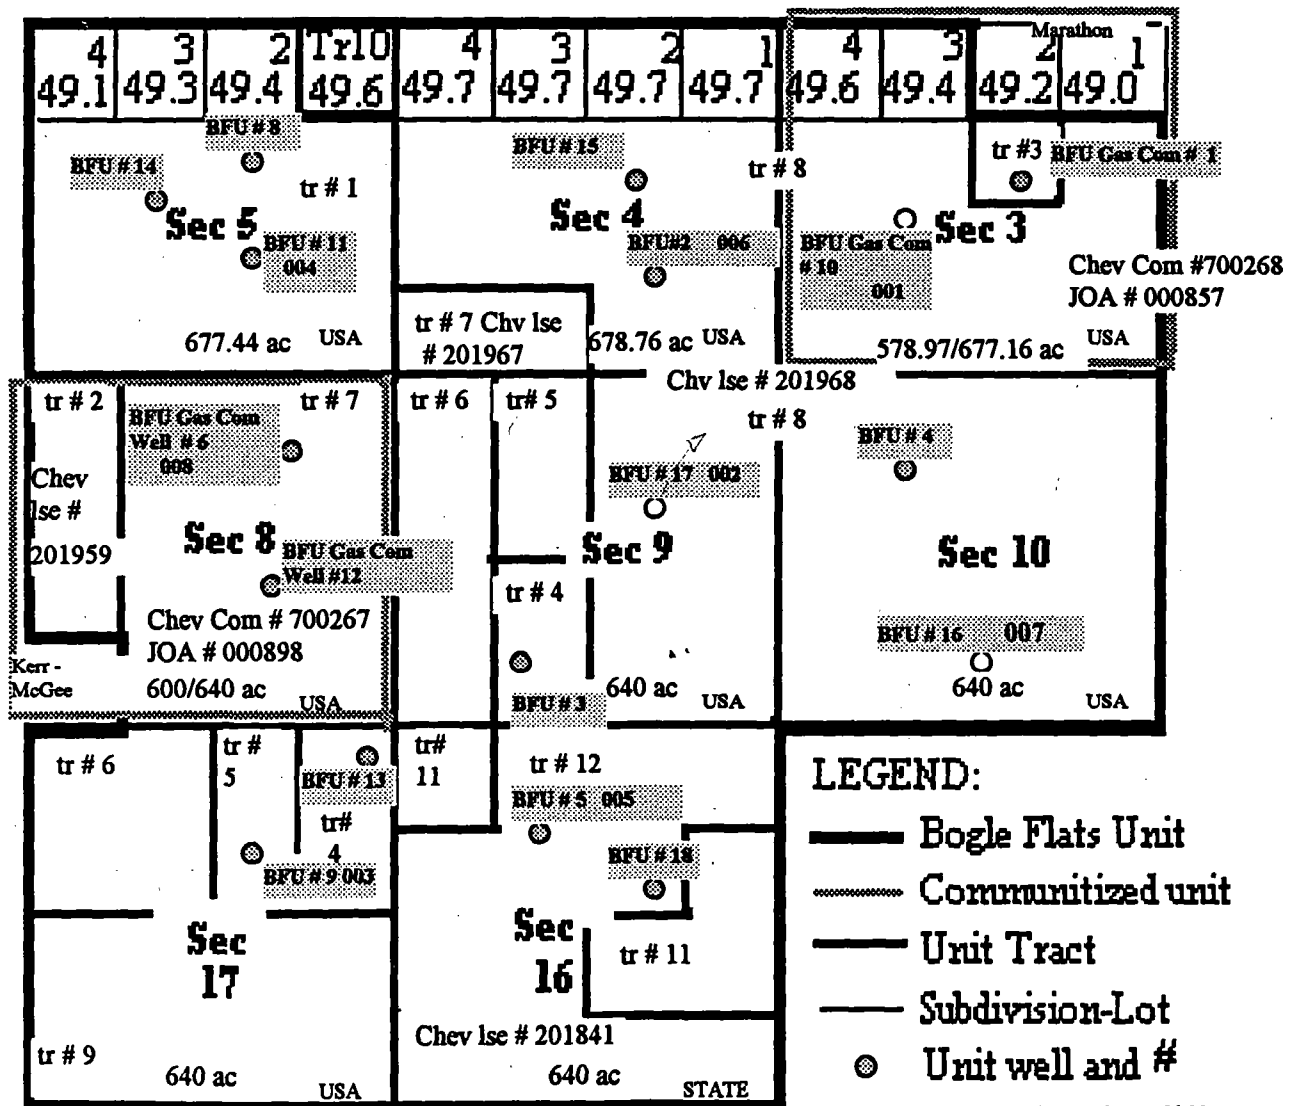 Marathon
4 3 2 Tr10 4 3 2 1 4 3 2 1
49.1 49.3 49.4 49.6 49.7 49.7 49.7 49.7 49.6 49.4 49.2 49.0
BFU # 8
BFU # 14
tr # 1
Sec 5
BFU # 11
004
677.44 ac USA
BFU # 15
tr # 8
Sec 4
BFU#2 006
tr # 7 Chv lse
# 201967
678.76 ac USA
tr #3 BFU Gas Com # 1
Sec 3
BFU Gas Com
# 10
001
Chev Com #700268
JOA # 000857
578.97/677.16 ac USA
Chv lse # 201968
tr # 2
tr # 7
BFU Gas Com
Well # 6
008
Chev
lse #
201959
Sec 8
BFU Gas Com
Well #12
Chev Com # 700267
JOA # 000898
Kerr -
McGee
600/640 ac
USA
tr # 6
tr# 5
tr # 8
BFU # 17 002
Sec 9
tr # 4
640 ac USA
BFU # 3
BFU # 4
Sec 10
BFU # 16 007
640 ac USA
tr # 6
tr #
5
BFU # 13
tr#
4
BFU # 9 003
Sec
17
tr # 9
640 ac
USA
tr#
11
tr # 12
BFU # 5 005
BFU # 18
Sec
16
tr # 11
Chev lse # 201841
640 ac
STATE
LEGEND:
Bogle Flats Unit
Communitized unit
Unit Tract
Subdivision-Lot
Unit well and #